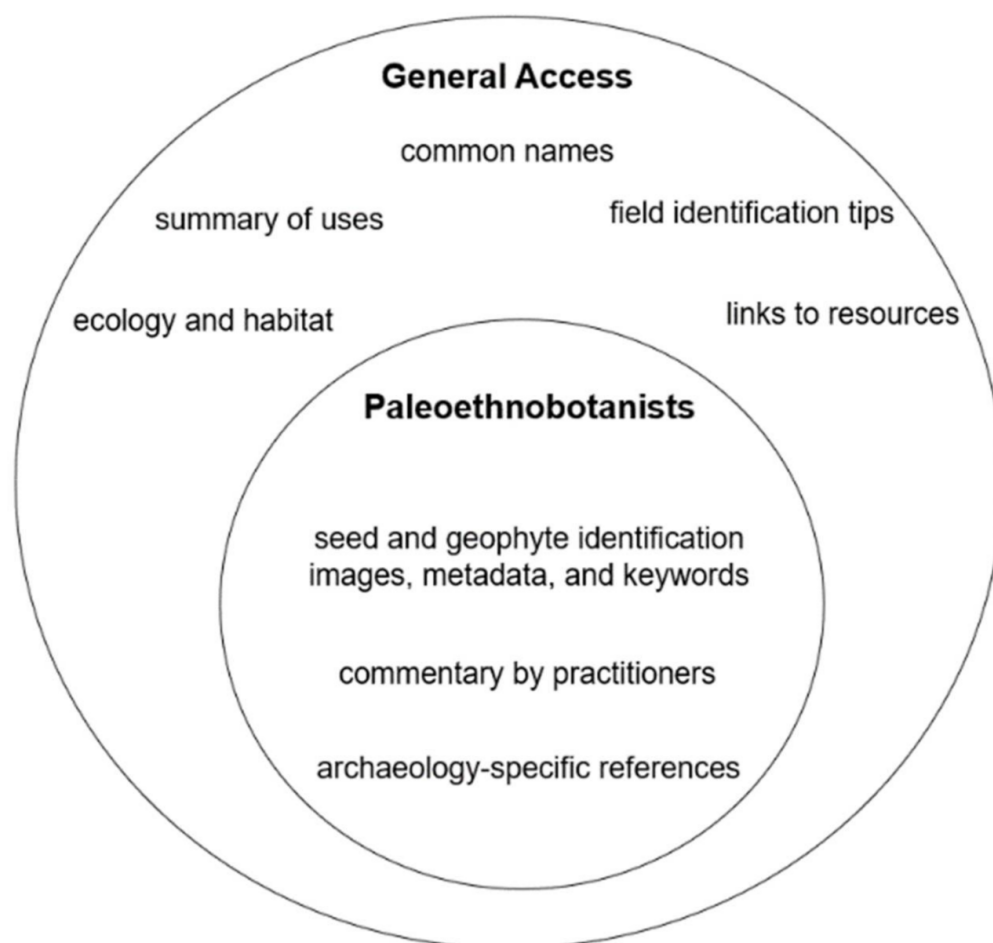 General Access
common names
summary of uses
field identification tips
ecology and habitat
links to resources
Paleoethnobotanists
seed and geophyte identification
images, metadata, and keywords
commentary by practitioners
archaeology-specific references